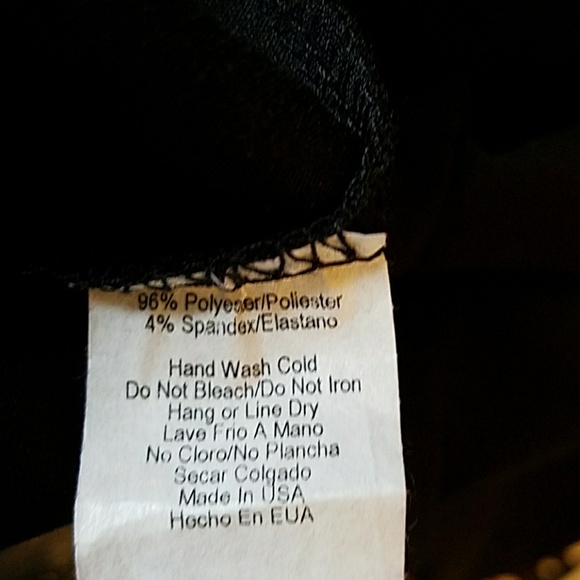 96% Polyester/Poliester
4% Spandex/Elastano
Hand Wash Cold
Do Not Bleach/Do Not Iron
Hang or Line Dry
Lave Frio A Mano
No Cloro/No Plancha
Secar Colgado
Made In USA
Hecho En EUA